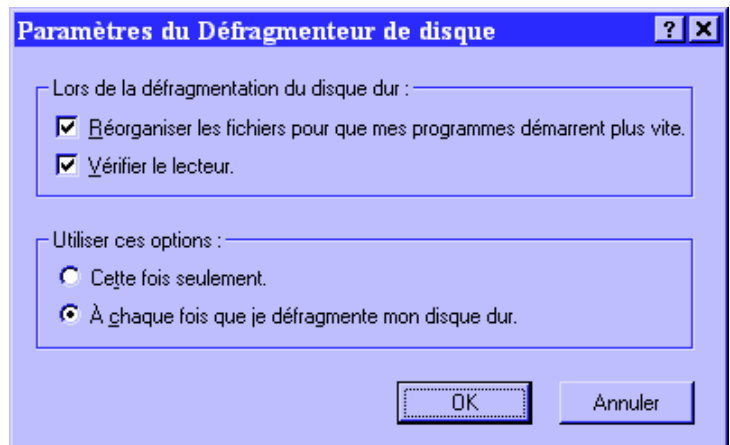 Paramètres du Défragmenteur de disque
Lors de la défragmentation du disque dur :
Réorganiser les fichiers pour que mes programmes démarrent plus vite.
Vérifier le lecteur.
Utiliser ces options :
Cette fois seulement.
À chaque fois que je défragmente mon disque dur.
OK Annuler